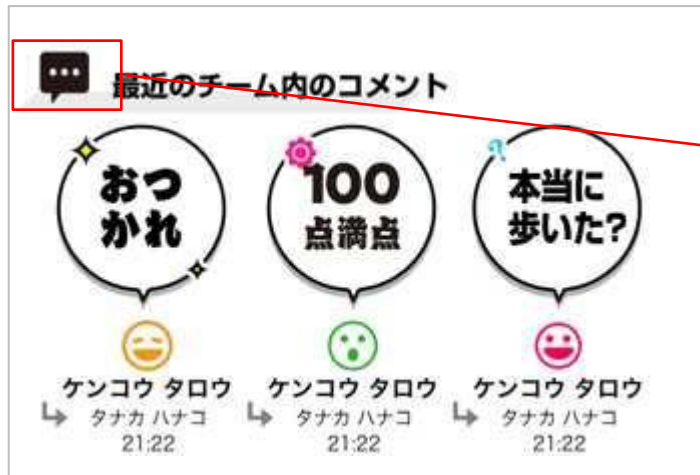 最近のチーム内のコメント
おつ
かれ
100
点満点
本当に
歩いた?
ケンコウ タロウ
タナカ ハナコ
21:22
ケンコウ タロウ
タナカ ハナコ
21:22
ケンコウ タロウ
タナカ ハナコ
21:22